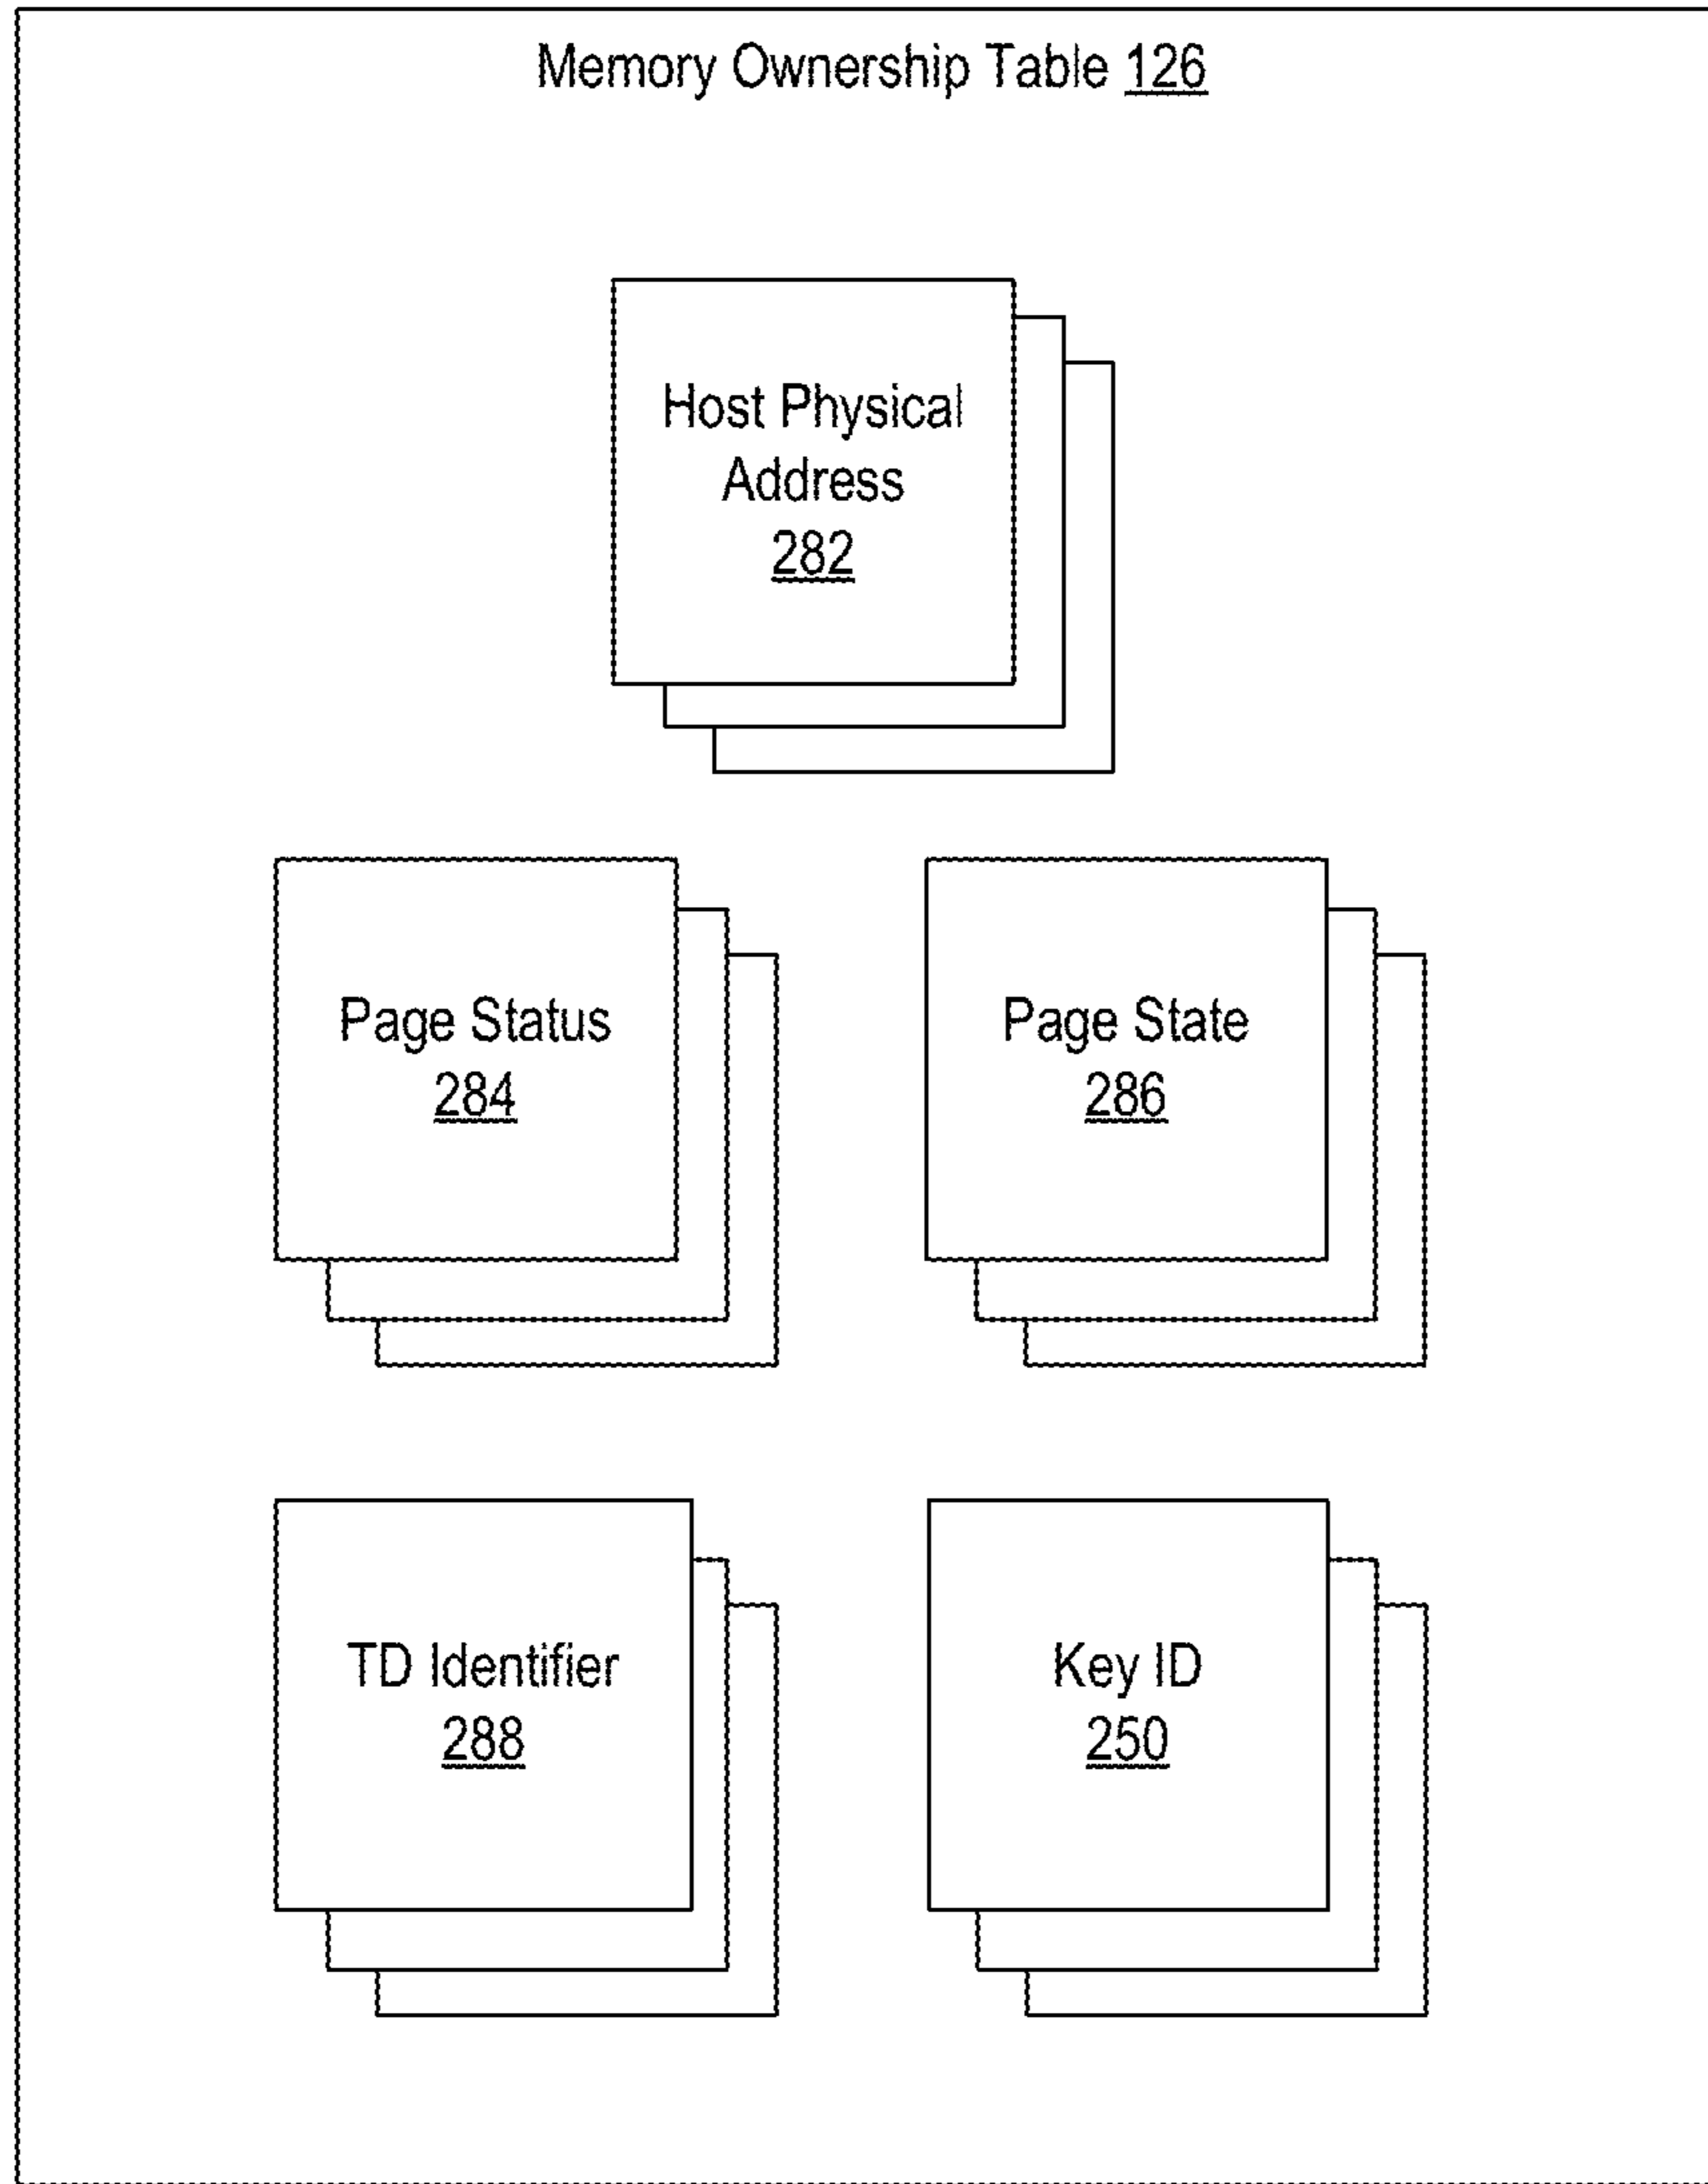 Memory Ownership Table 126
Host Physical
Address
282
Page Status
284
Page State
286
TD Identifier
288
Key ID
250